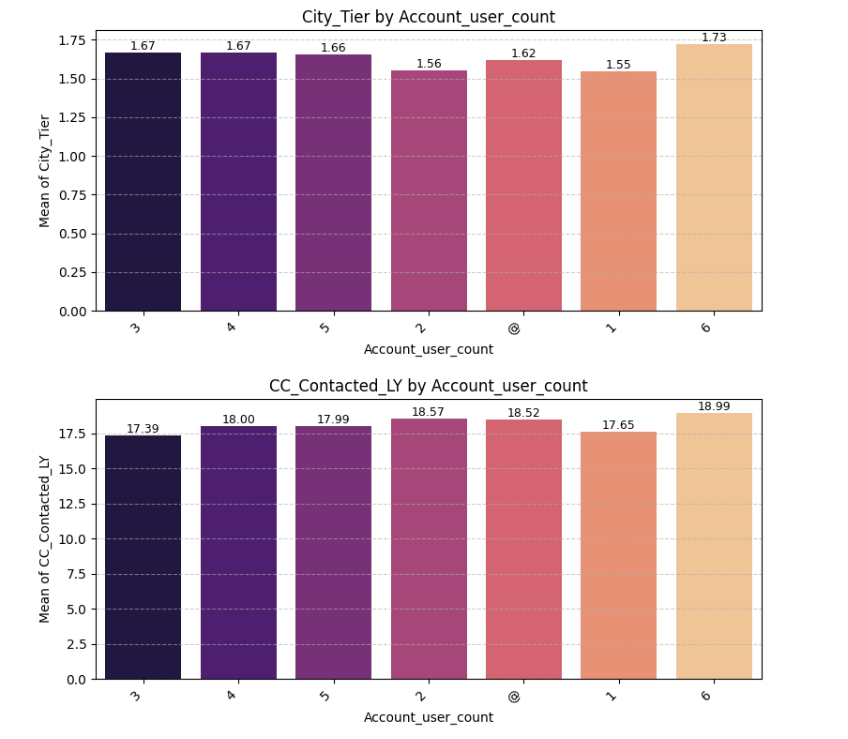 City_Tier by Account_user_count
1.75
1.50
1.25
1.00
0.75
0.50
0.25
0.00
Mean of City_Tier
1.67 1.67 1.66 1.56 1.62 1.55 1.73
3 4 5 2 @ 1 6
Account_user_count
CC_Contacted_LY by Account_user_count
17.5
15.0
12.5
10.0
7.5
5.0
2.5
0.0
Mean of CC_Contacted_LY
17.39 18.00 17.99 18.57 18.52 17.65 18.99
3 4 5 2 @ 1 6
Account_user_count